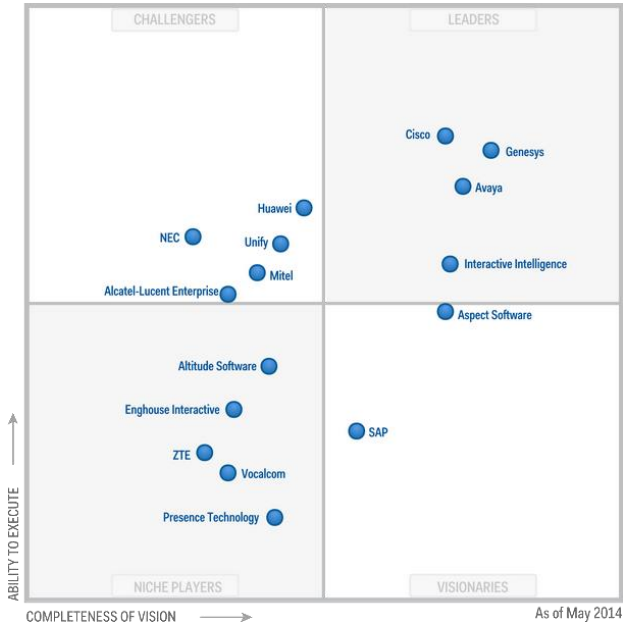 CHALLENGERS
LEADERS
Cisco
Genesys
Avaya
Huawei
NEC
Unify
Interactive Intelligence
Mitel
Alcatel-Lucent Enterprise
Aspect Software
Altitude Software
Enghouse Interactive
SAP
ZTE
Vocalcom
Presence Technology
NICHE PLAYERS
VISIONARIES
ABILITY TO EXECUTE
COMPLETENESS OF VISION
As of May 2014